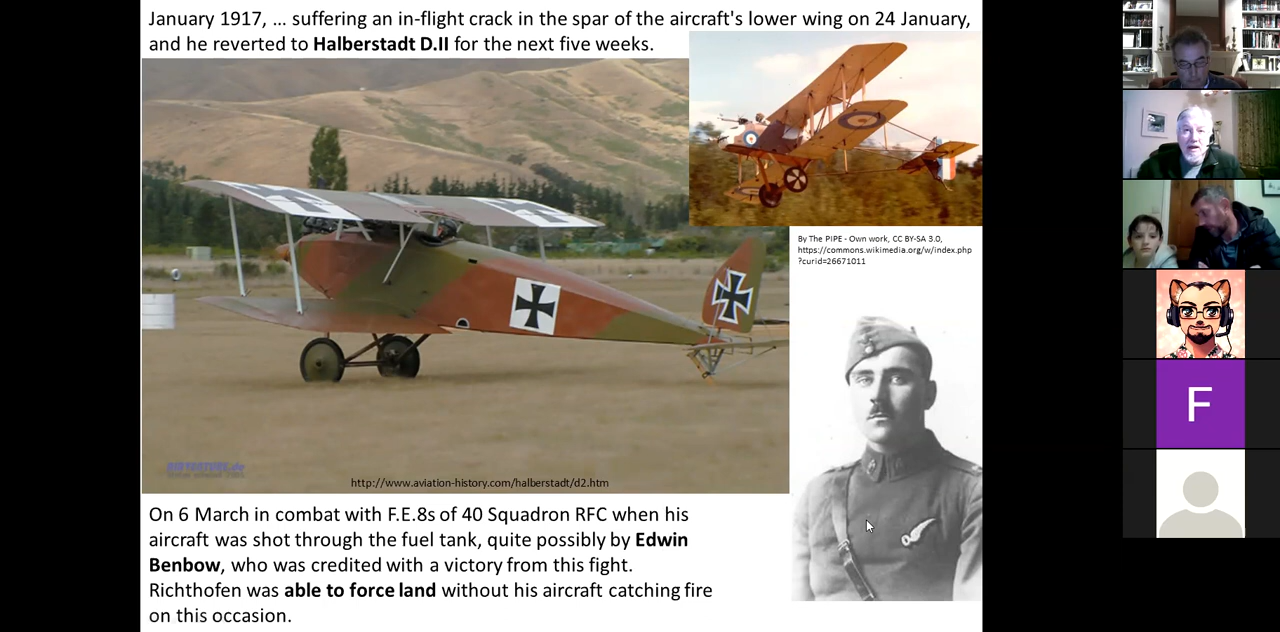 January 1917, … suffering an in-flight crack in the spar of the aircraft's lower wing on 24 January,
and he reverted to Halberstadt D.II for the next five weeks.
By The PIPE - Own work, CC BY-SA 3.0,
https://commons.wikimedia.org/w/index.php
?curid=26671011
http://www.aviation-history.com/halberstadt/d2.htm
On 6 March in combat with F.E.8s of 40 Squadron RFC when his
aircraft was shot through the fuel tank, quite possibly by Edwin
Benbow, who was credited with a victory from this fight.
Richthofen was able to force land without his aircraft catching fire
on this occasion.
F